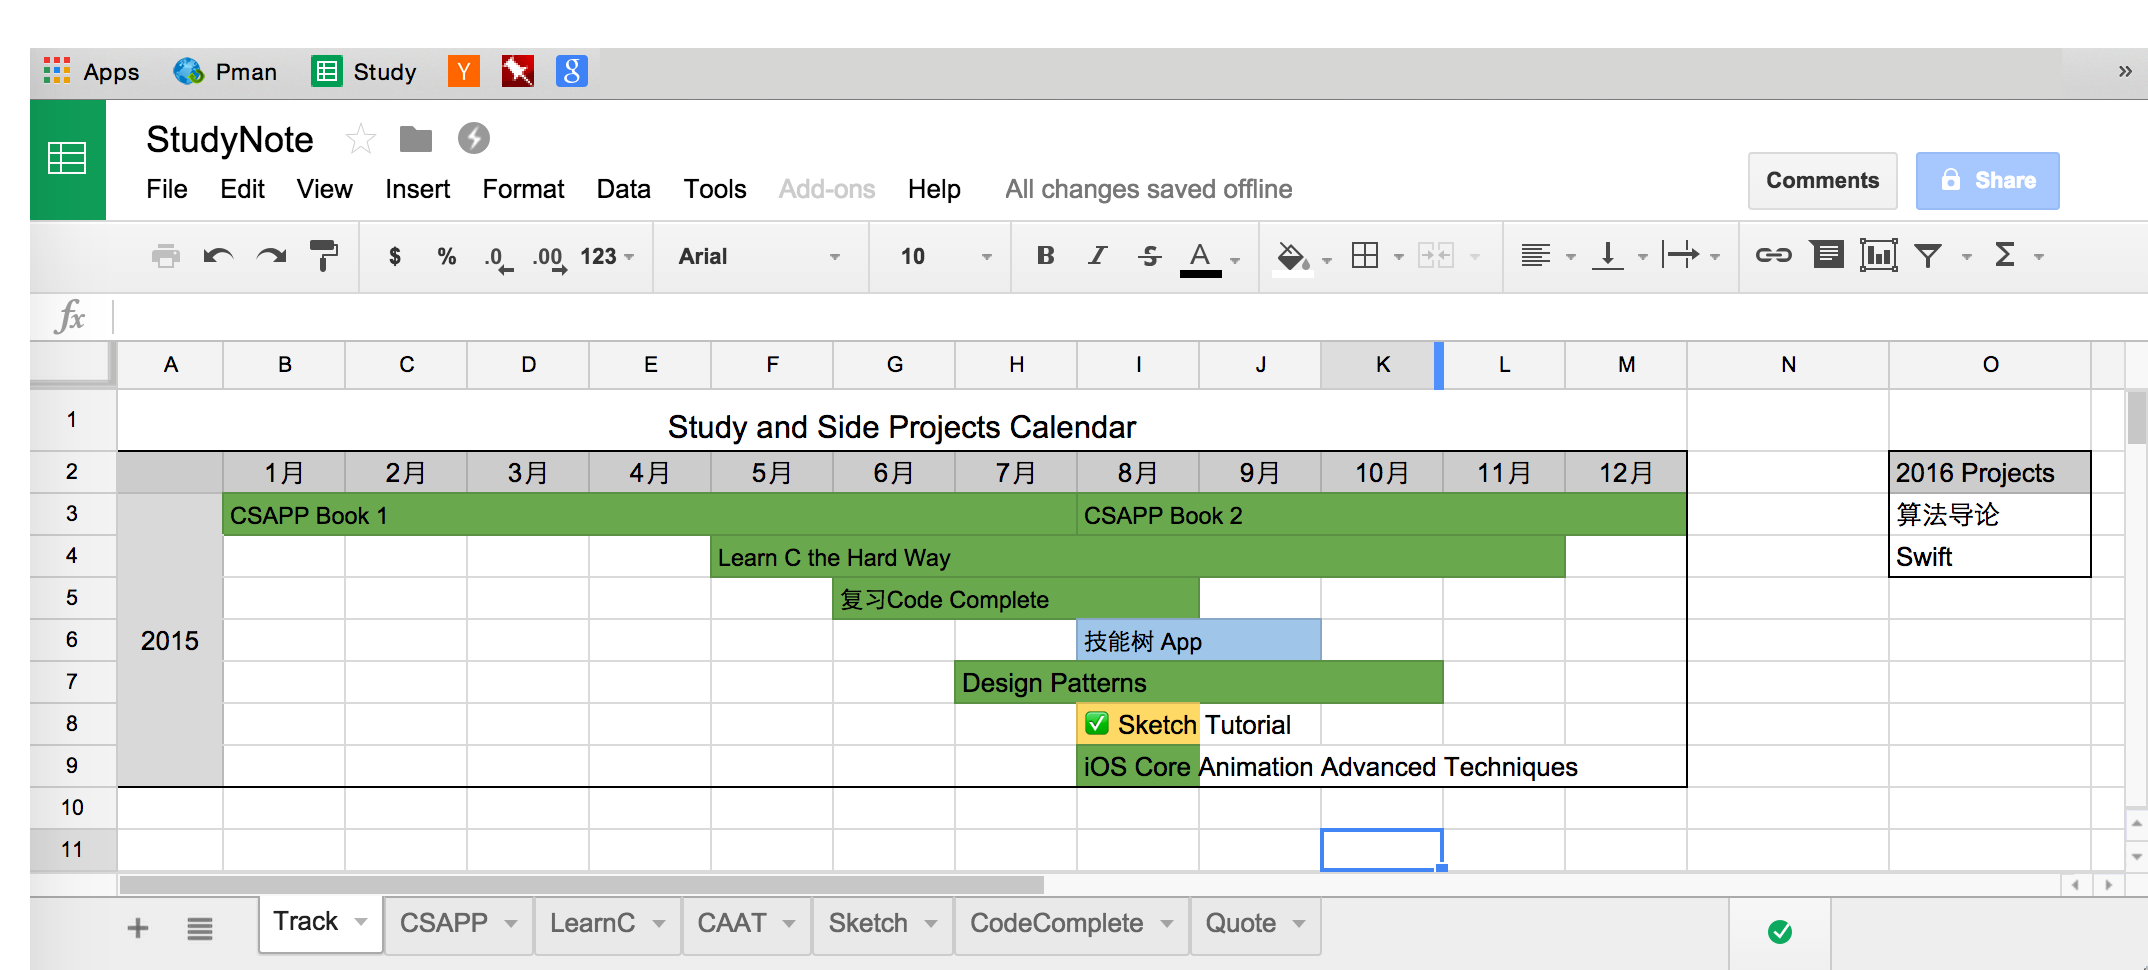 Apps Pman Study
StudyNote
File Edit View Insert Format Data Tools Add-ons Help All changes saved offline
Comments Share
$ % .0 .00 123 Arial 10 B I S A Σ
fx
A B C D E F G H I J K L M N O
1 Study and Side Projects Calendar
2 1月 2月 3月 4月 5月 6月 7月 8月 9月 10月 11月 12月 2016 Projects
3 CSAPP Book 1 CSAPP Book 2 算法导论
4 Learn C the Hard Way Swift
5 复习Code Complete
6 2015 技能树 App
7 Design Patterns
8 ✅ Sketch Tutorial
9 iOS Core Animation Advanced Techniques
10
11
Track CSAPP LearnC CAAT Sketch CodeComplete Quote